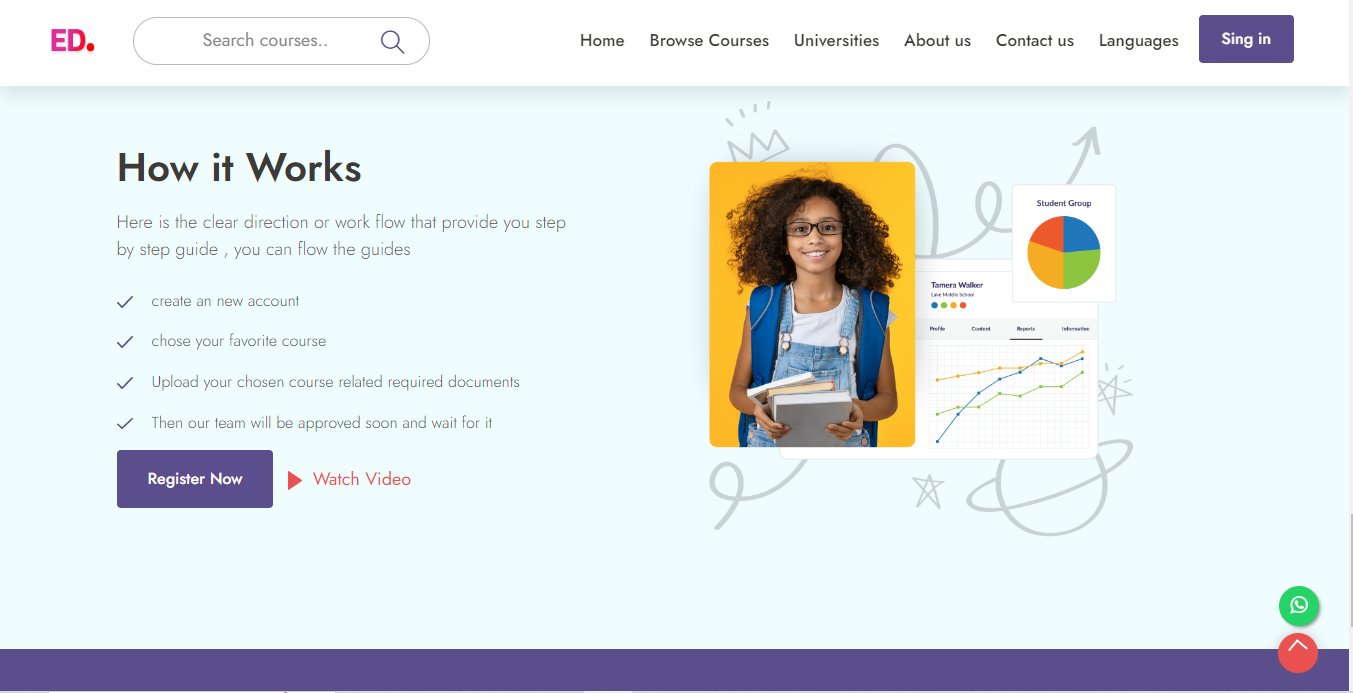 ED.
Search courses..
Home
Browse Courses
Universities
About us
Contact us
Languages
Sing in
How it Works
Here is the clear direction or work flow that provide you step
by step guide , you can flow the guides
create an new account
chose your favorite course
Upload your chosen course related required documents
Then our team will be approved soon and wait for it
Register Now
Watch Video
Student Group
Tamera Walker
Lake Middle School
Profile
Content
Reports
Information